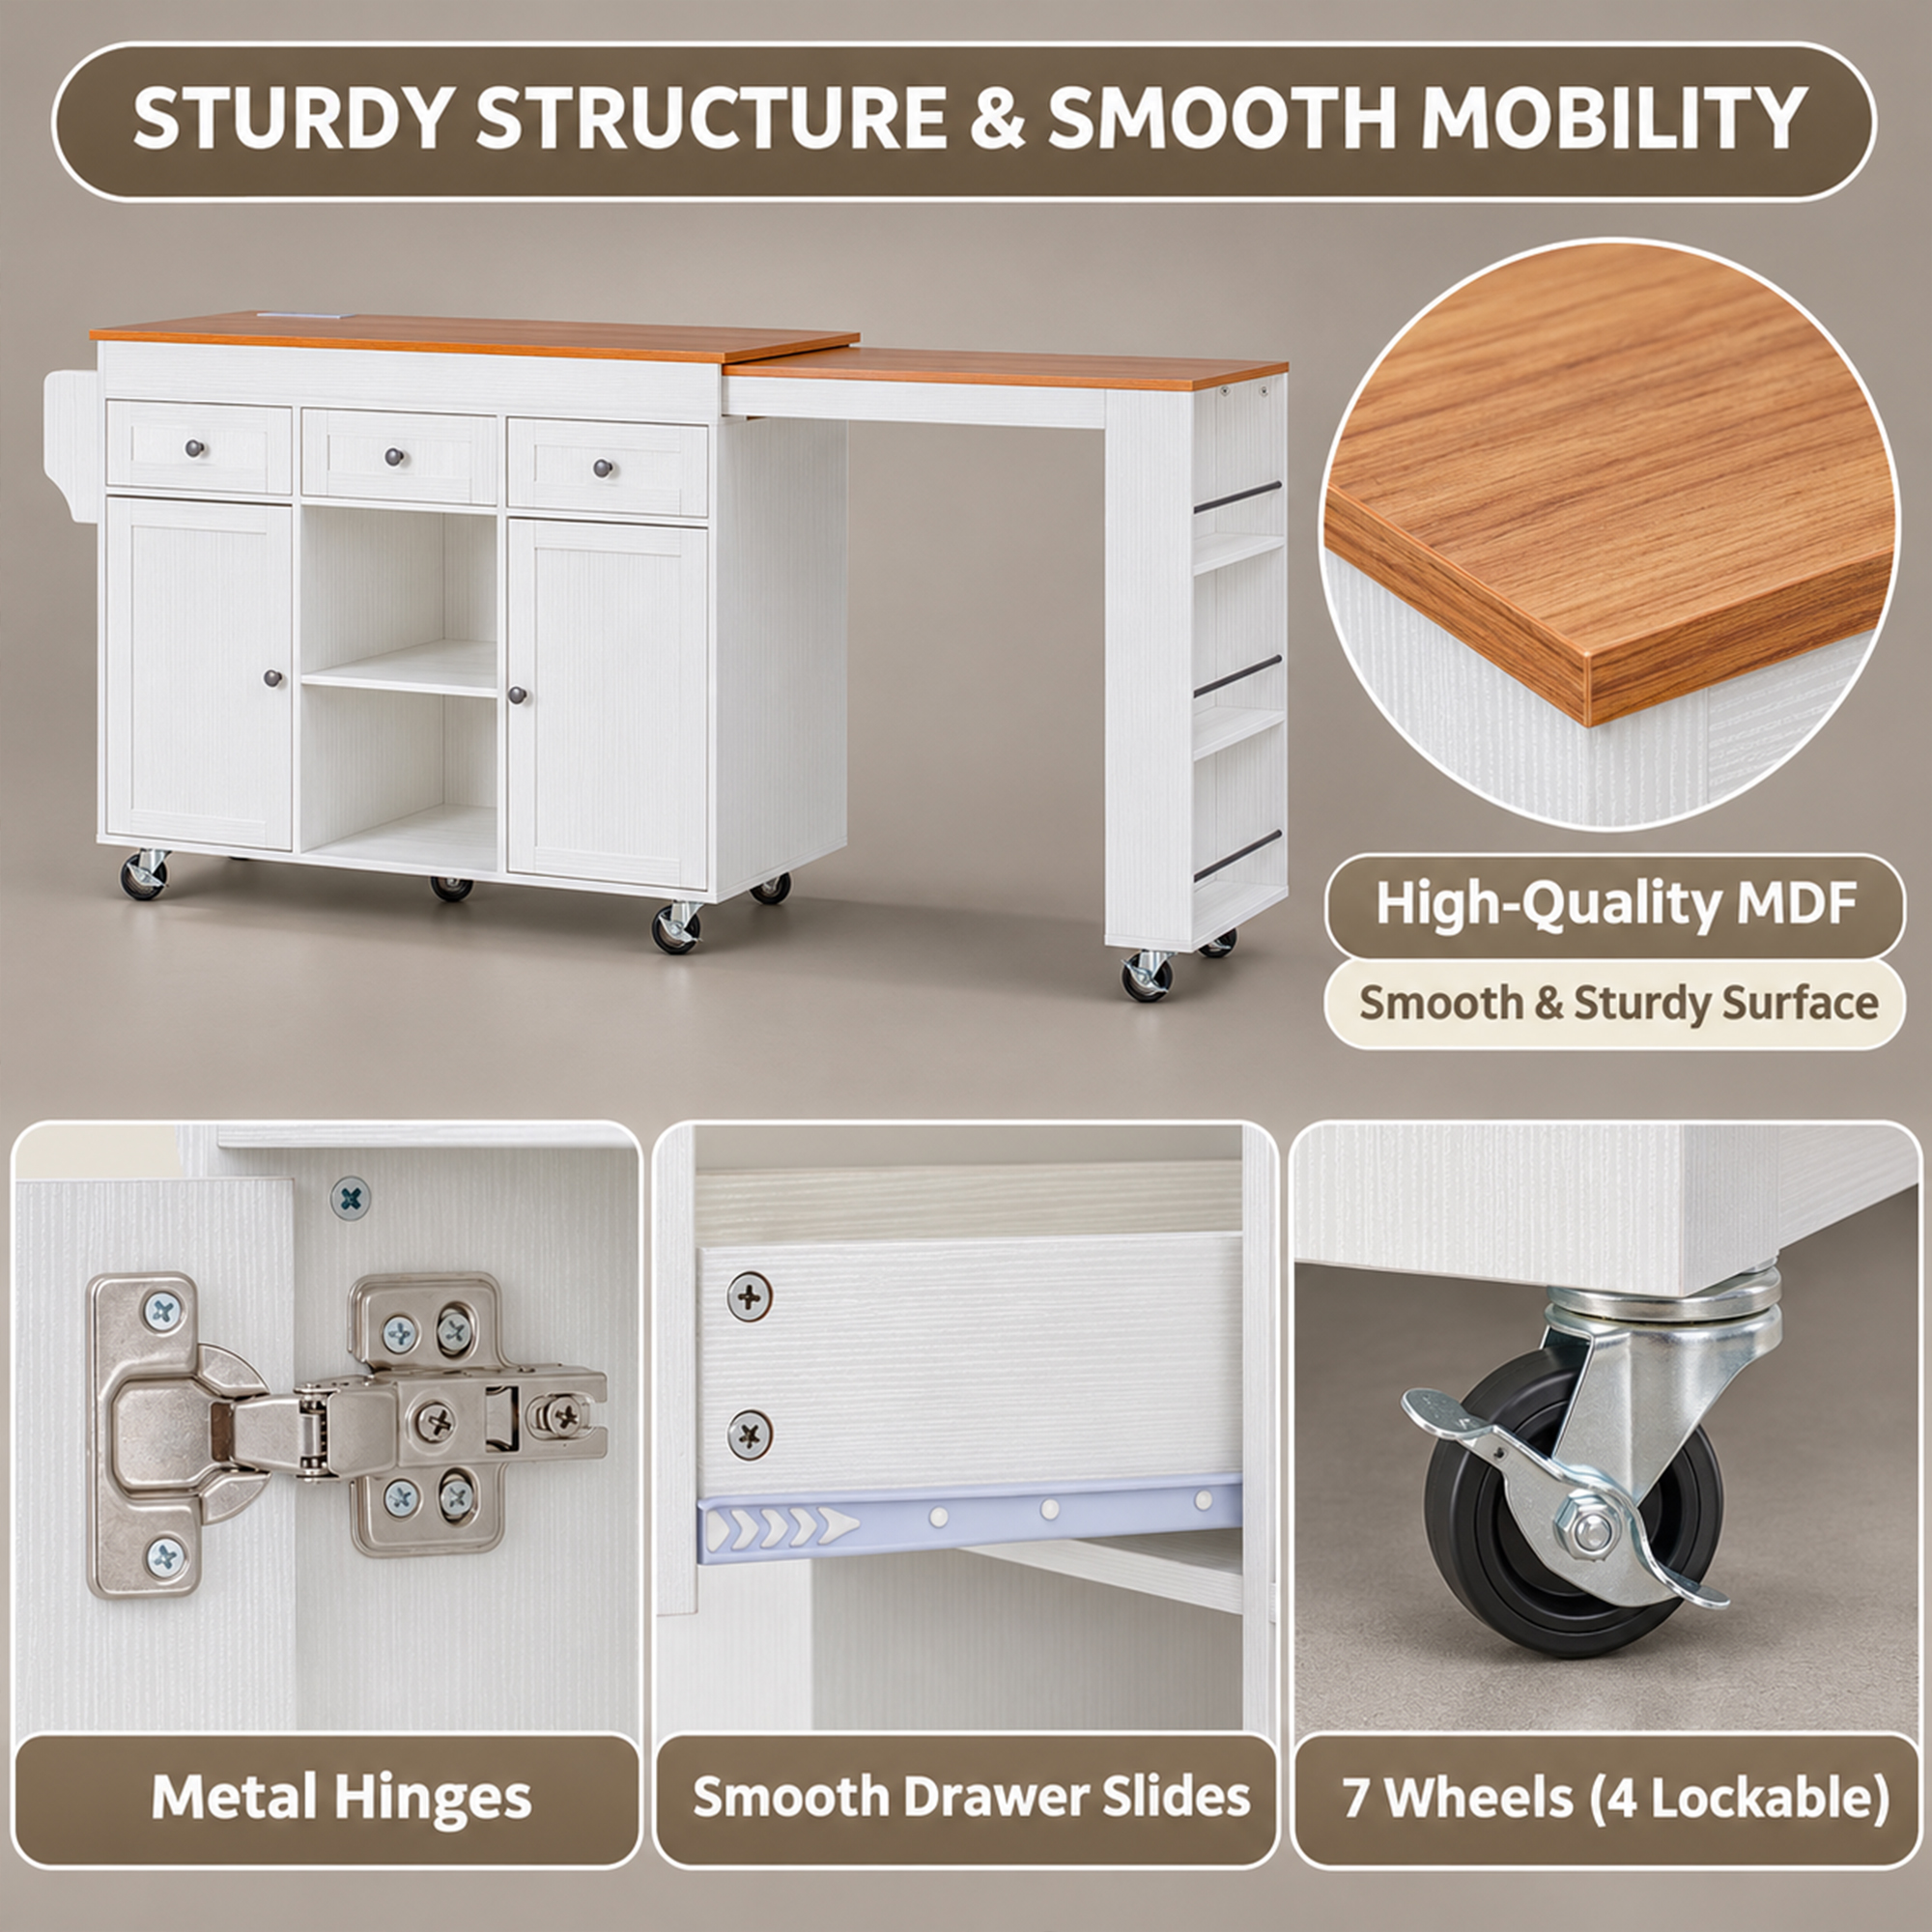 STURDY STRUCTURE & SMOOTH MOBILITY
High-Quality MDF
Smooth & Sturdy Surface
Metal Hinges
Smooth Drawer Slides
7 Wheels (4 Lockable)